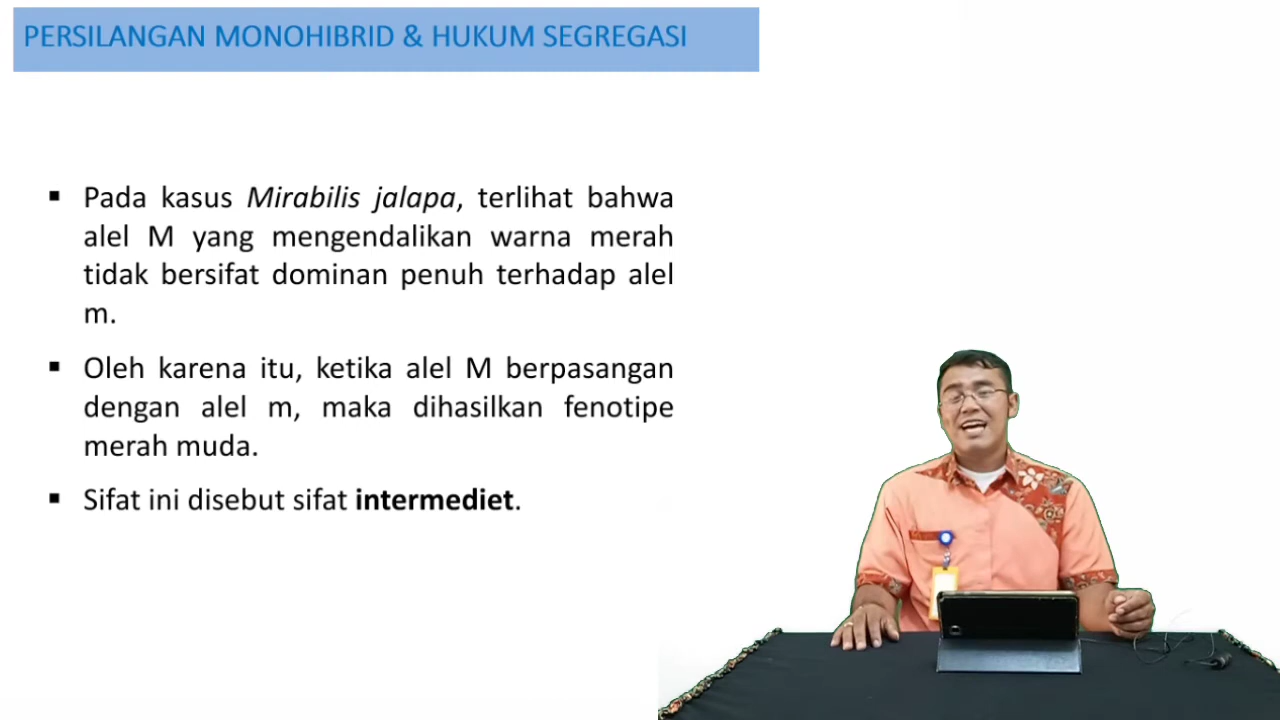 PERSILANGAN MONOHIBRID & HUKUM SEGREGASI
▪ Pada kasus Mirabilis jalapa, terlihat bahwa
alel M yang mengendalikan warna merah
tidak bersifat dominan penuh terhadap alel
m.
▪ Oleh karena itu, ketika alel M berpasangan
dengan alel m, maka dihasilkan fenotipe
merah muda.
▪ Sifat ini disebut sifat intermediet.